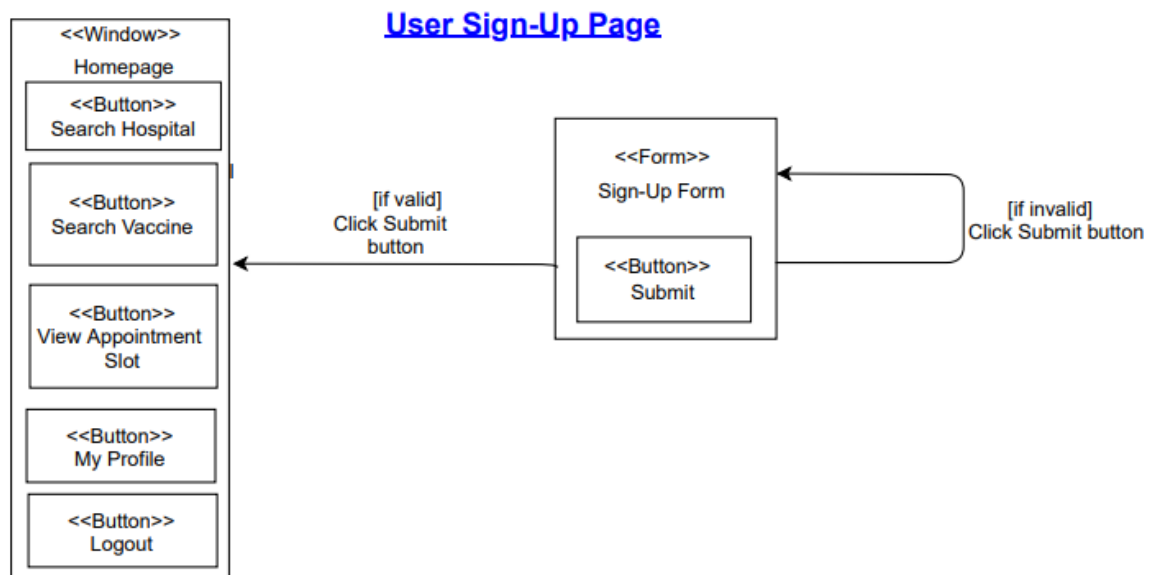 User Sign-Up Page
<<Window>>
Homepage
<<Button>>
Search Hospital
<<Button>>
Search Vaccine
<<Button>>
View Appointment
Slot
<<Button>>
My Profile
<<Button>>
Logout
[if valid]
Click Submit
button
<<Form>>
Sign-Up Form
<<Button>>
Submit
[if invalid]
Click Submit button